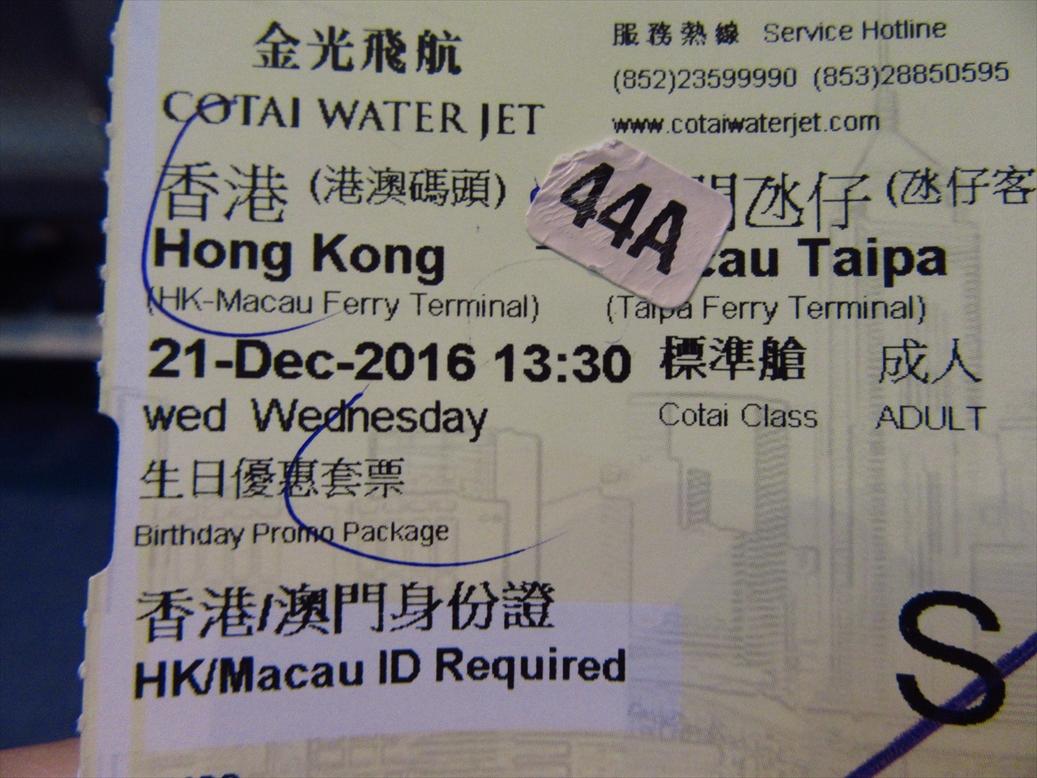 金光飛航
COTAI WATER JET
服務熱線 Service Hotline
(852)23599990 (853)28850595
www.cotaiwaterjet.com
香港 (港澳碼頭)
Hong Kong
(HK-Macau Ferry Terminal)
44A
氹仔 (氹仔客
Taipa
(Taipa Ferry Terminal)
21-Dec-2016 13:30 標準艙 成人
wed Wednesday Cotai Class ADULT
生日優惠套票
Birthday Promo Package
香港/澳門身份證
HK/Macau ID Required
S